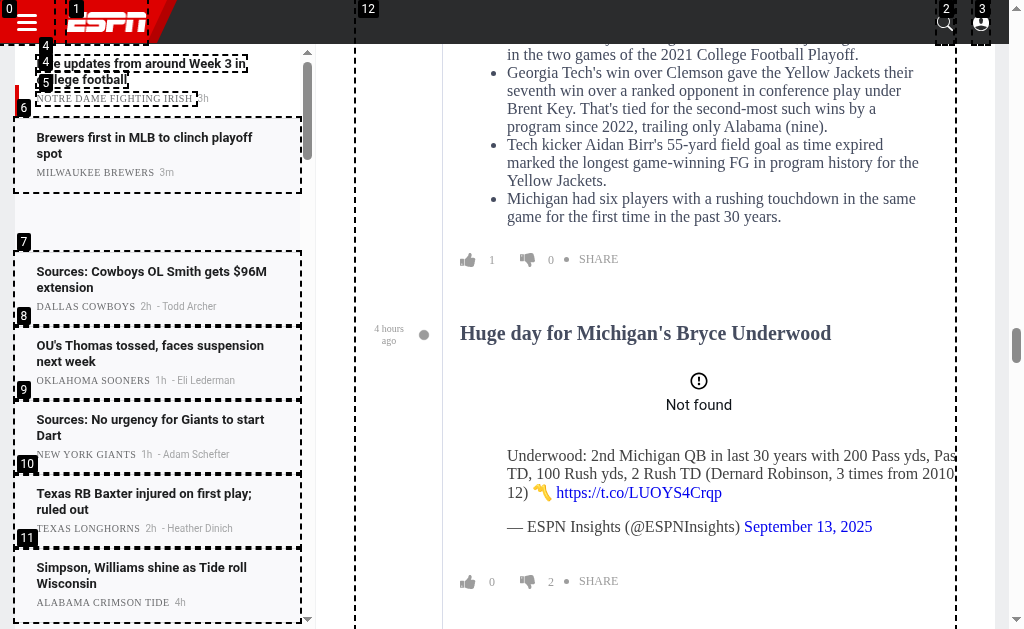 0
1
ESPN
12
2
3
4
4
5
updates from around Week 3 in
college football
NOTRE DAME FIGHTING IRISH 3h
6
Brewers first in MLB to clinch playoff
spot
MILWAUKEE BREWERS 3m
7
Sources: Cowboys OL Smith gets $96M
extension
DALLAS COWBOYS 2h - Todd Archer
8
OU's Thomas tossed, faces suspension
next week
OKLAHOMA SOONERS 1h - Eli Lederman
9
Sources: No urgency for Giants to start
Dart
NEW YORK GIANTS 1h - Adam Schefter
10
Texas RB Baxter injured on first play;
ruled out
TEXAS LONGHORNS 2h - Heather Dinich
11
Simpson, Williams shine as Tide roll
Wisconsin
ALABAMA CRIMSON TIDE 4h
in the two games of the 2021 College Football Playoff.
• Georgia Tech's win over Clemson gave the Yellow Jackets their
seventh win over a ranked opponent in conference play under
Brent Key. That's tied for the second-most such wins by a
program since 2022, trailing only Alabama (nine).
• Tech kicker Aidan Birr's 55-yard field goal as time expired
marked the longest game-winning FG in program history for the
Yellow Jackets.
• Michigan had six players with a rushing touchdown in the same
game for the first time in the past 30 years.
1 0 • SHARE
4 hours
ago
Huge day for Michigan's Bryce Underwood
Not found
Underwood: 2nd Michigan QB in last 30 years with 200 Pass yds, Pas
TD, 100 Rush yds, 2 Rush TD (Dernard Robinson, 3 times from 2010
12) 〽️ https://t.co/LUOYS4Crqp
— ESPN Insights (@ESPNInsights) September 13, 2025
0 2 • SHARE